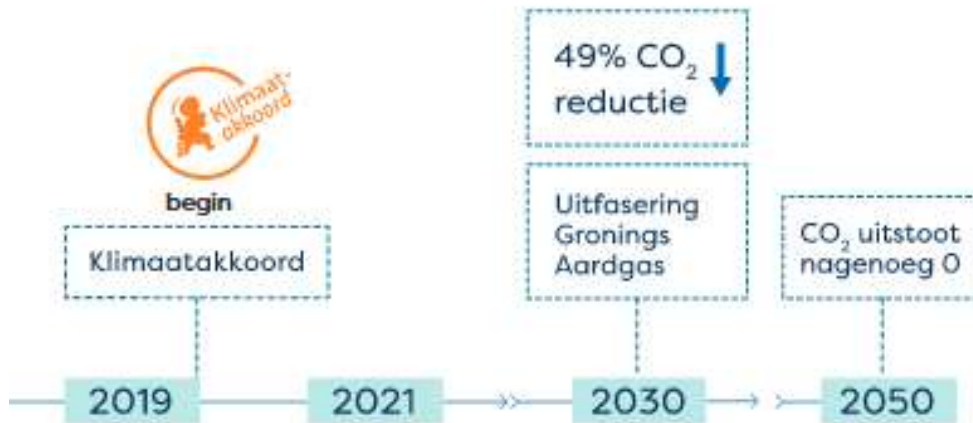 Klimaat-
akkoord
begin
Klimaatakkoord
49% CO₂
reductie
Uitfasering
Gronings
Aardgas
CO₂ uitstoot
nagenoeg 0
2019
2021
2030
2050